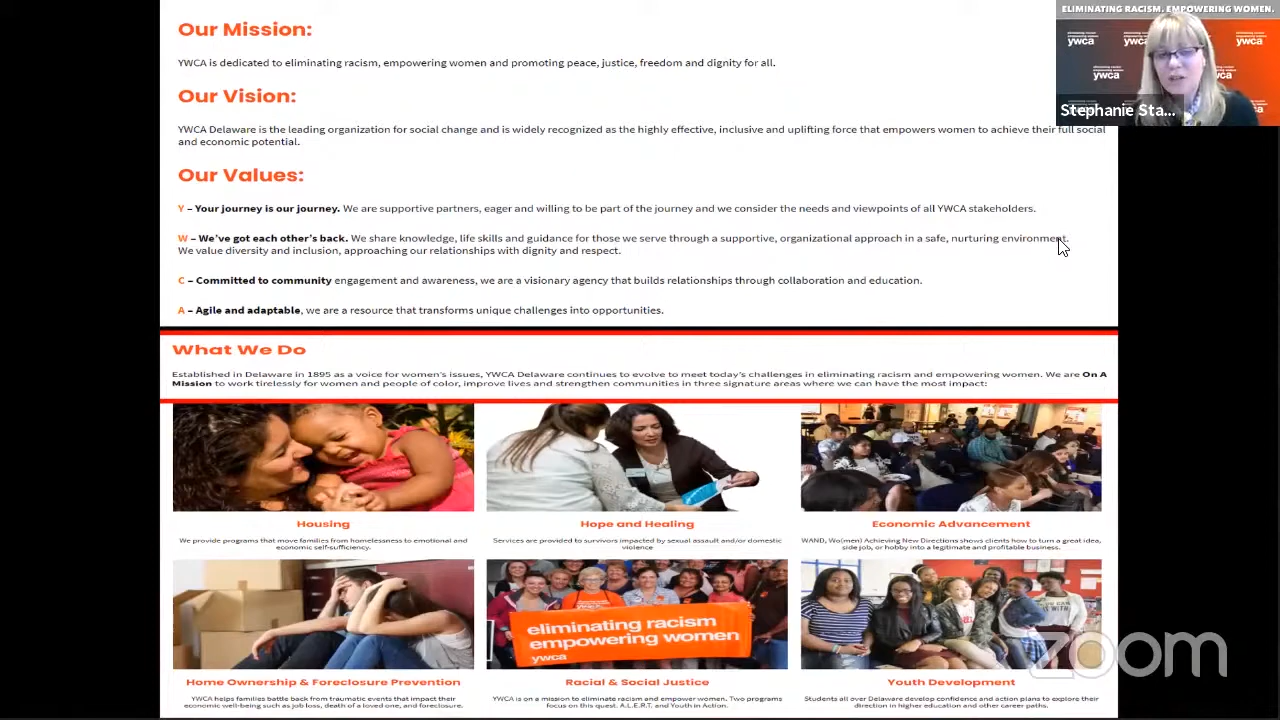 Our Mission:
YWCA is dedicated to eliminating racism, empowering women and promoting peace, justice, freedom and dignity for all.
Our Vision:
YWCA Delaware is the leading organization for social change and is widely recognized as the highly effective, inclusive and uplifting force that empowers women to achieve their full social
and economic potential.
Our Values:
Y – Your journey is our journey. We are supportive partners, eager and willing to be part of the journey and we consider the needs and viewpoints of all YWCA stakeholders.
W – We've got each other's back. We share knowledge, life skills and guidance for those we serve through a supportive, organizational approach in a safe, nurturing environment.
We value diversity and inclusion, approaching our relationships with dignity and respect.
C – Committed to community engagement and awareness, we are a visionary agency that builds relationships through collaboration and education.
A – Agile and adaptable, we are a resource that transforms unique challenges into opportunities.
What We Do
Established in Delaware in 1895 as a voice for women's issues, YWCA Delaware continues to evolve to meet today's challenges in eliminating racism and empowering women. We are On A
Mission to work tirelessly for women and people of color, improve lives and strengthen communities in three signature areas where we can have the most impact:
Housing
We provide programs that move families from homelessness to emotional and
economic self-sufficiency.
Hope and Healing
Services are provided to survivors impacted by sexual assault and/or domestic
violence
Economic Advancement
WAND, Wo(men) Achieving New Directions shows clients how to turn a great idea,
side job, or hobby into a legitimate and profitable business.
eliminating racism
empowering women
ywca
Home Ownership & Foreclosure Prevention
YWCA helps families battle back from traumatic events that impact their
economic well-being such as job loss, death of a loved one, and foreclosure.
Racial & Social Justice
YWCA is on a mission to eliminate racism and empower women. Two programs
focus on this quest. A.L.E.R.T. and Youth in Action.
Youth Development
Students all over Delaware develop confidence and action plans to explore their
direction in higher education and other career paths.
ELIMINATING RACISM. EMPOWERING WOMEN.
ywca
ywca
ywca
ywca
Stephanie Sta...
zoom